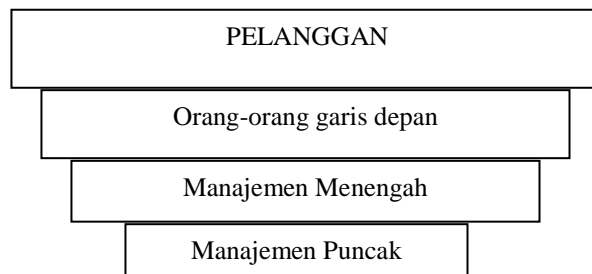 PELANGGAN
Orang-orang garis depan
Manajemen Menengah
Manajemen Puncak